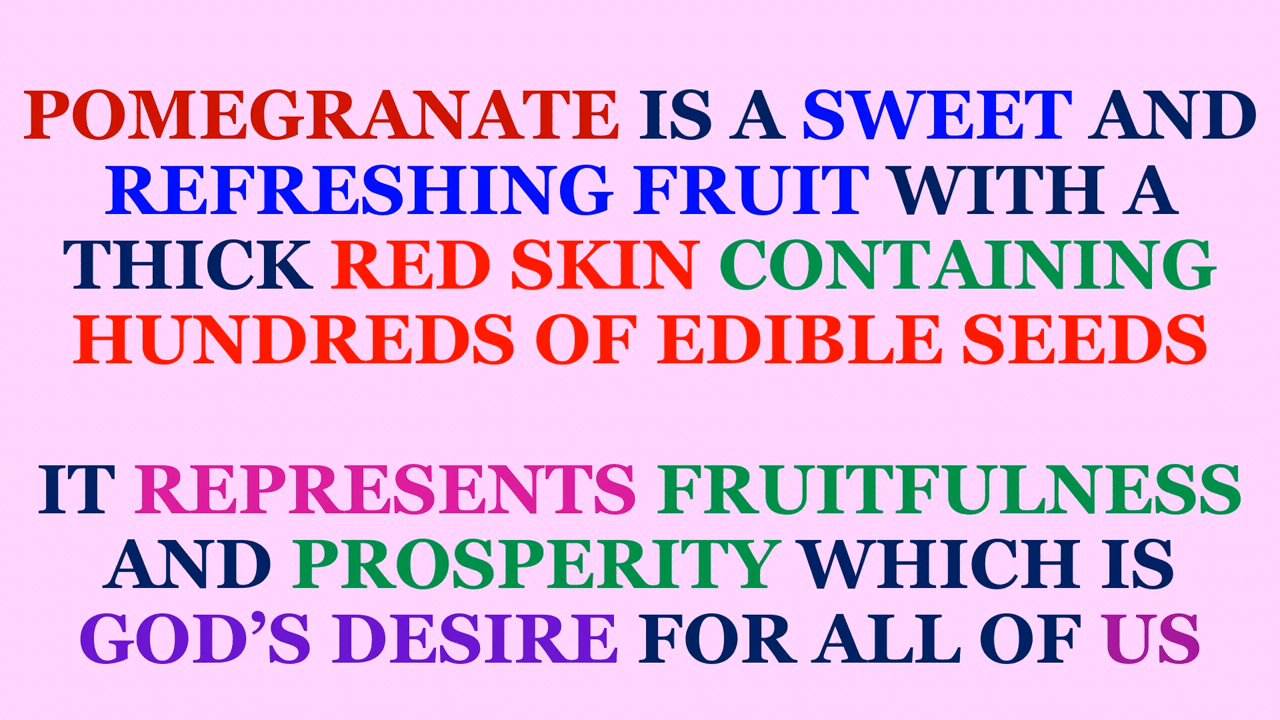 POMEGRANATE IS A SWEET AND
REFRESHING FRUIT WITH A
THICK RED SKIN CONTAINING
HUNDREDS OF EDIBLE SEEDS
IT REPRESENTS FRUITFULNESS
AND PROSPERITY WHICH IS
GOD’S DESIRE FOR ALL OF US